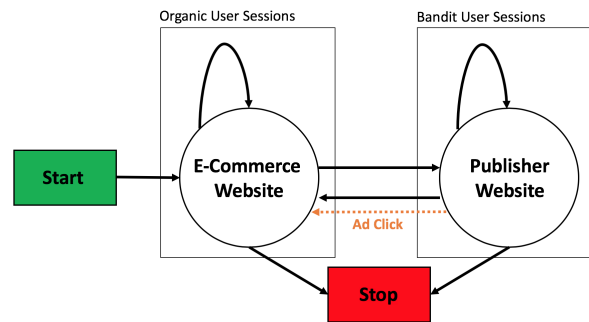 Organic User Sessions
Bandit User Sessions
Start
E-Commerce
Website
Publisher
Website
Ad Click
Stop